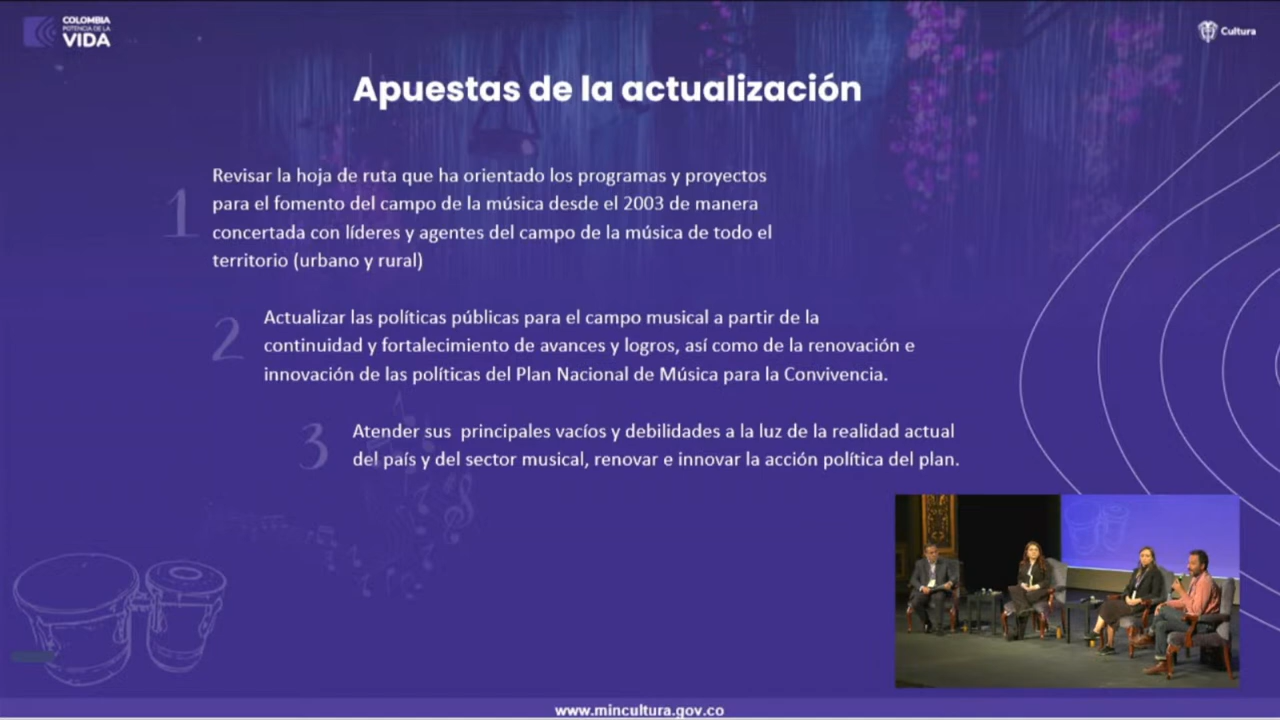 COLOMBIA
POTENCIA DE LA
VIDA
Cultura
Apuestas de la actualización
1
Revisar la hoja de ruta que ha orientado los programas y proyectos
para el fomento del campo de la música desde el 2003 de manera
concertada con líderes y agentes del campo de la música de todo el
territorio (urbano y rural)
2
Actualizar las políticas públicas para el campo musical a partir de la
continuidad y fortalecimiento de avances y logros, así como de la renovación e
innovación de las políticas del Plan Nacional de Música para la Convivencia.
3
Atender sus  principales vacíos y debilidades a la luz de la realidad actual
del país y del sector musical, renovar e innovar la acción política del plan.
www.mincultura.gov.co